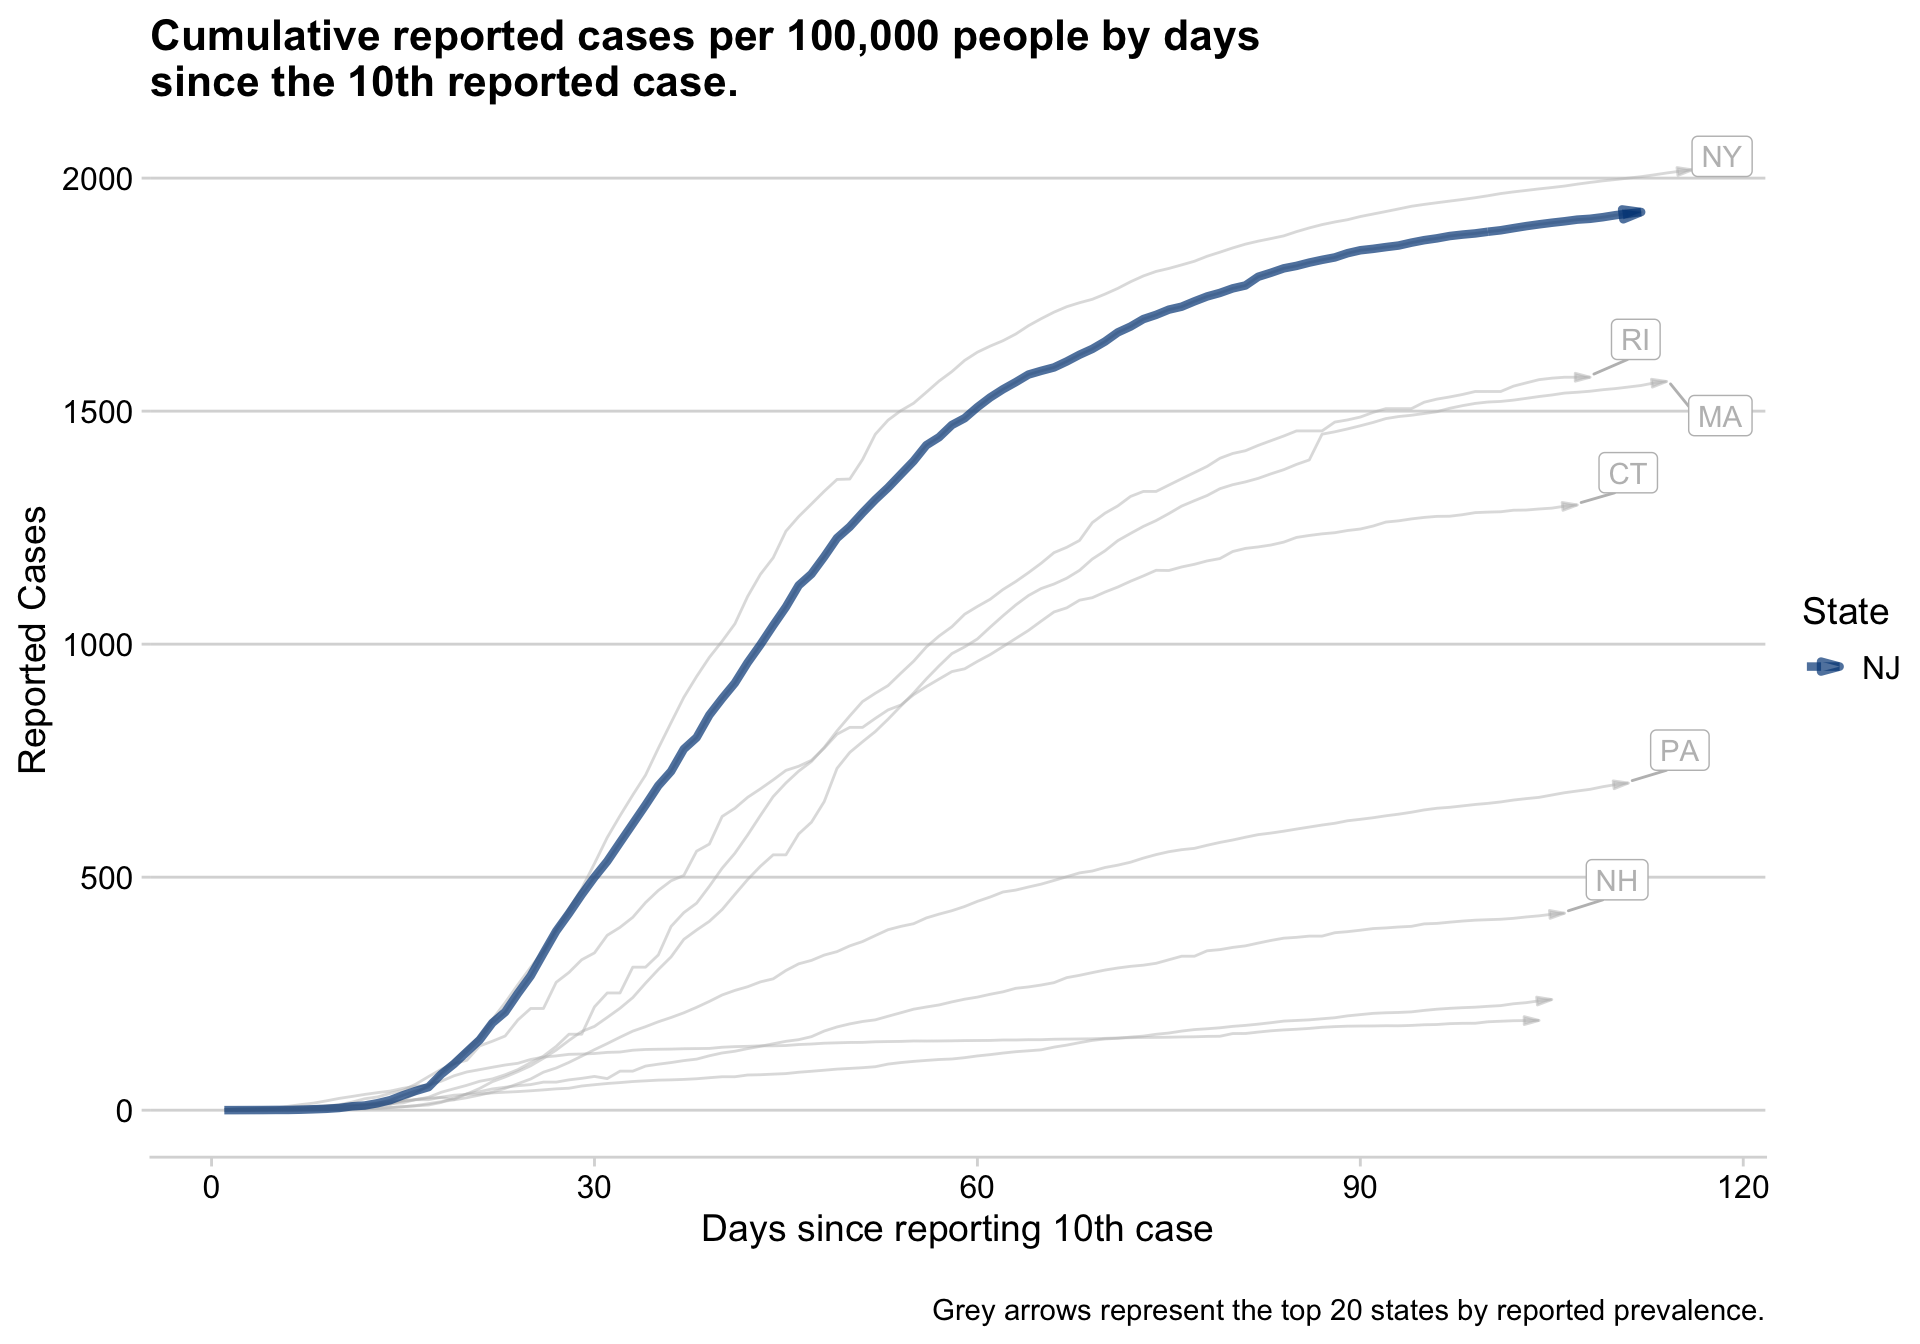 Cumulative reported cases per 100,000 people by days
since the 10th reported case.
NY
2000
RI
1500
MA
CT
Reported Cases
State
1000
NJ
PA
500
NH
0
0 30 60 90 120
Days since reporting 10th case
Grey arrows represent the top 20 states by reported prevalence.